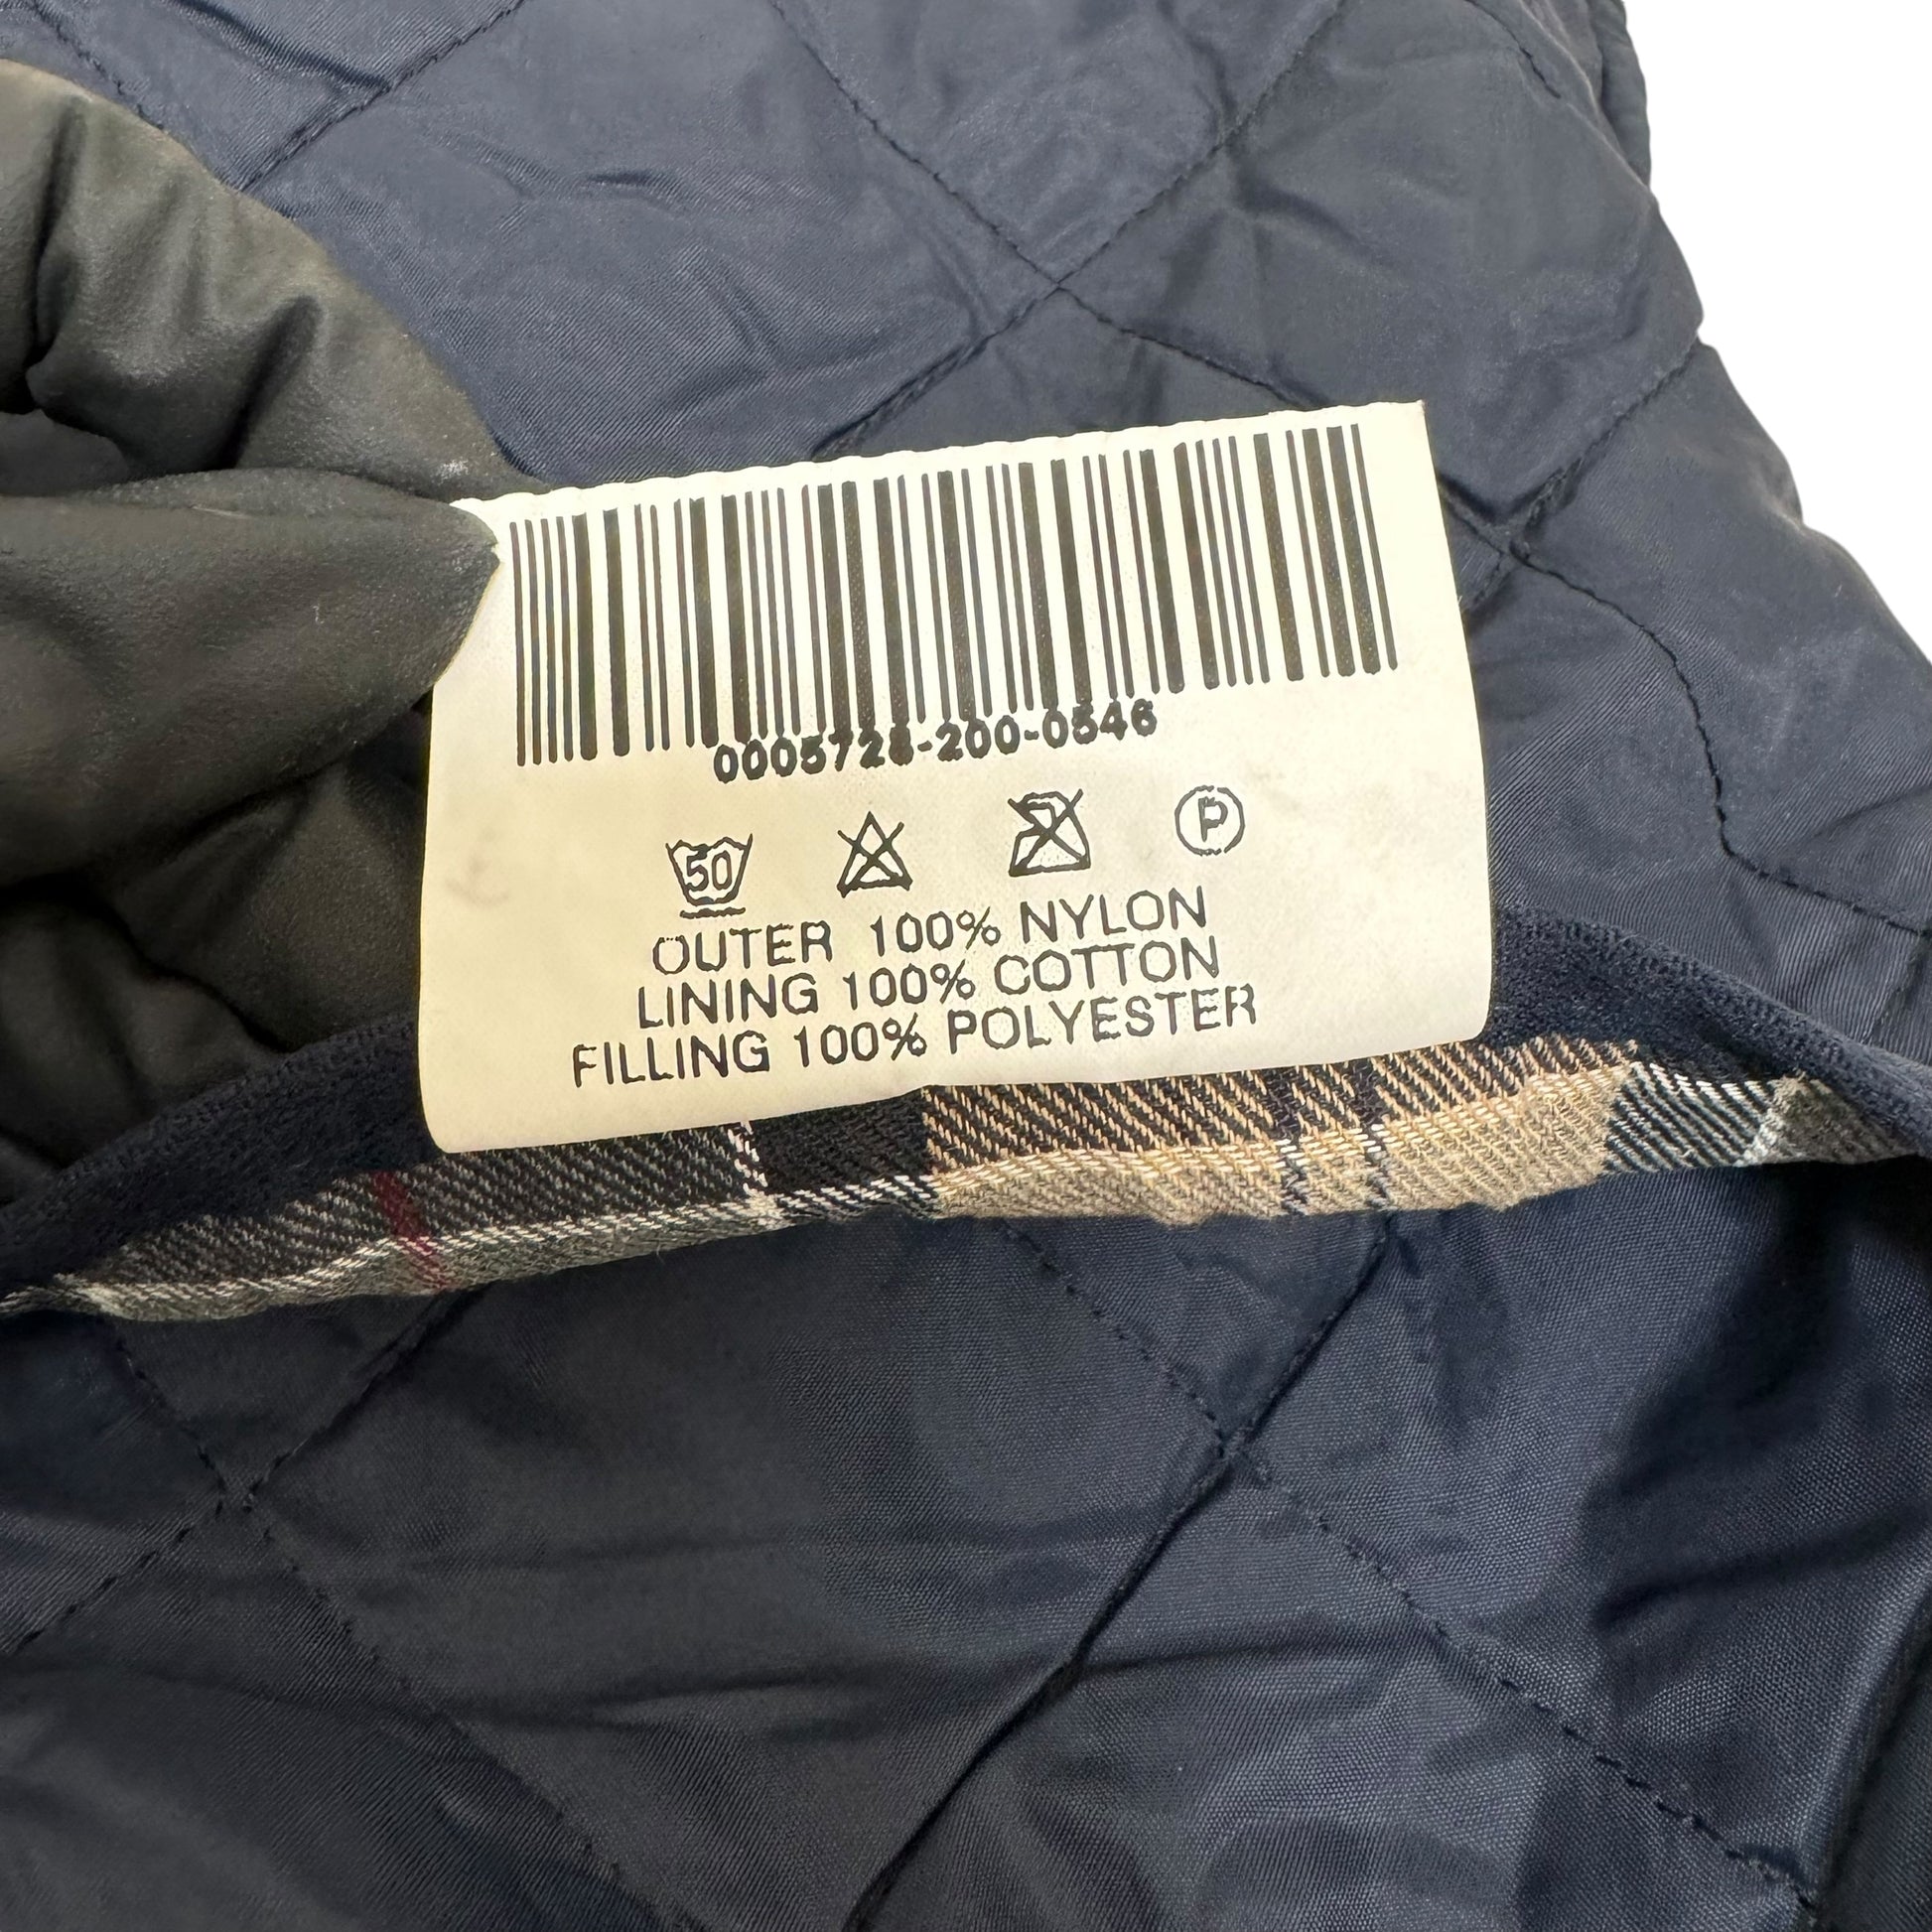 0005728-200-0546
50 P
OUTER 100% NYLON
LINING 100% COTTON
FILLING 100% POLYESTER